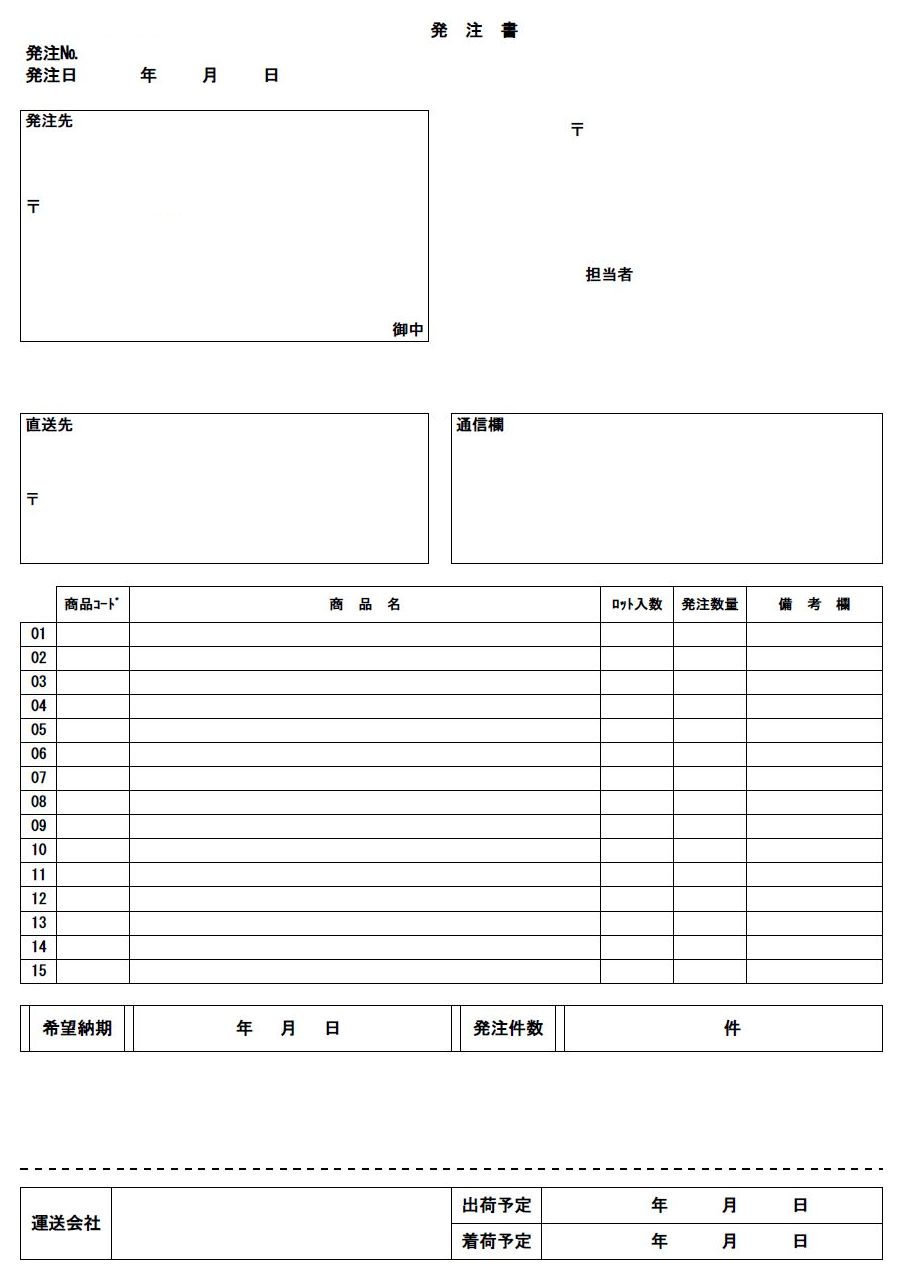 発 注 書
発注№
発注日 年 月 日
発注先
〒
御中
〒
担当者
直送先
〒
通信欄
商品ｺｰﾄﾞ 商 品 名 ﾛｯﾄ入数 発注数量 備 考 欄
01
02
03
04
05
06
07
08
09
10
11
12
13
14
15
希望納期 年 月 日 発注件数 件
運送会社
出荷予定 年 月 日
着荷予定 年 月 日